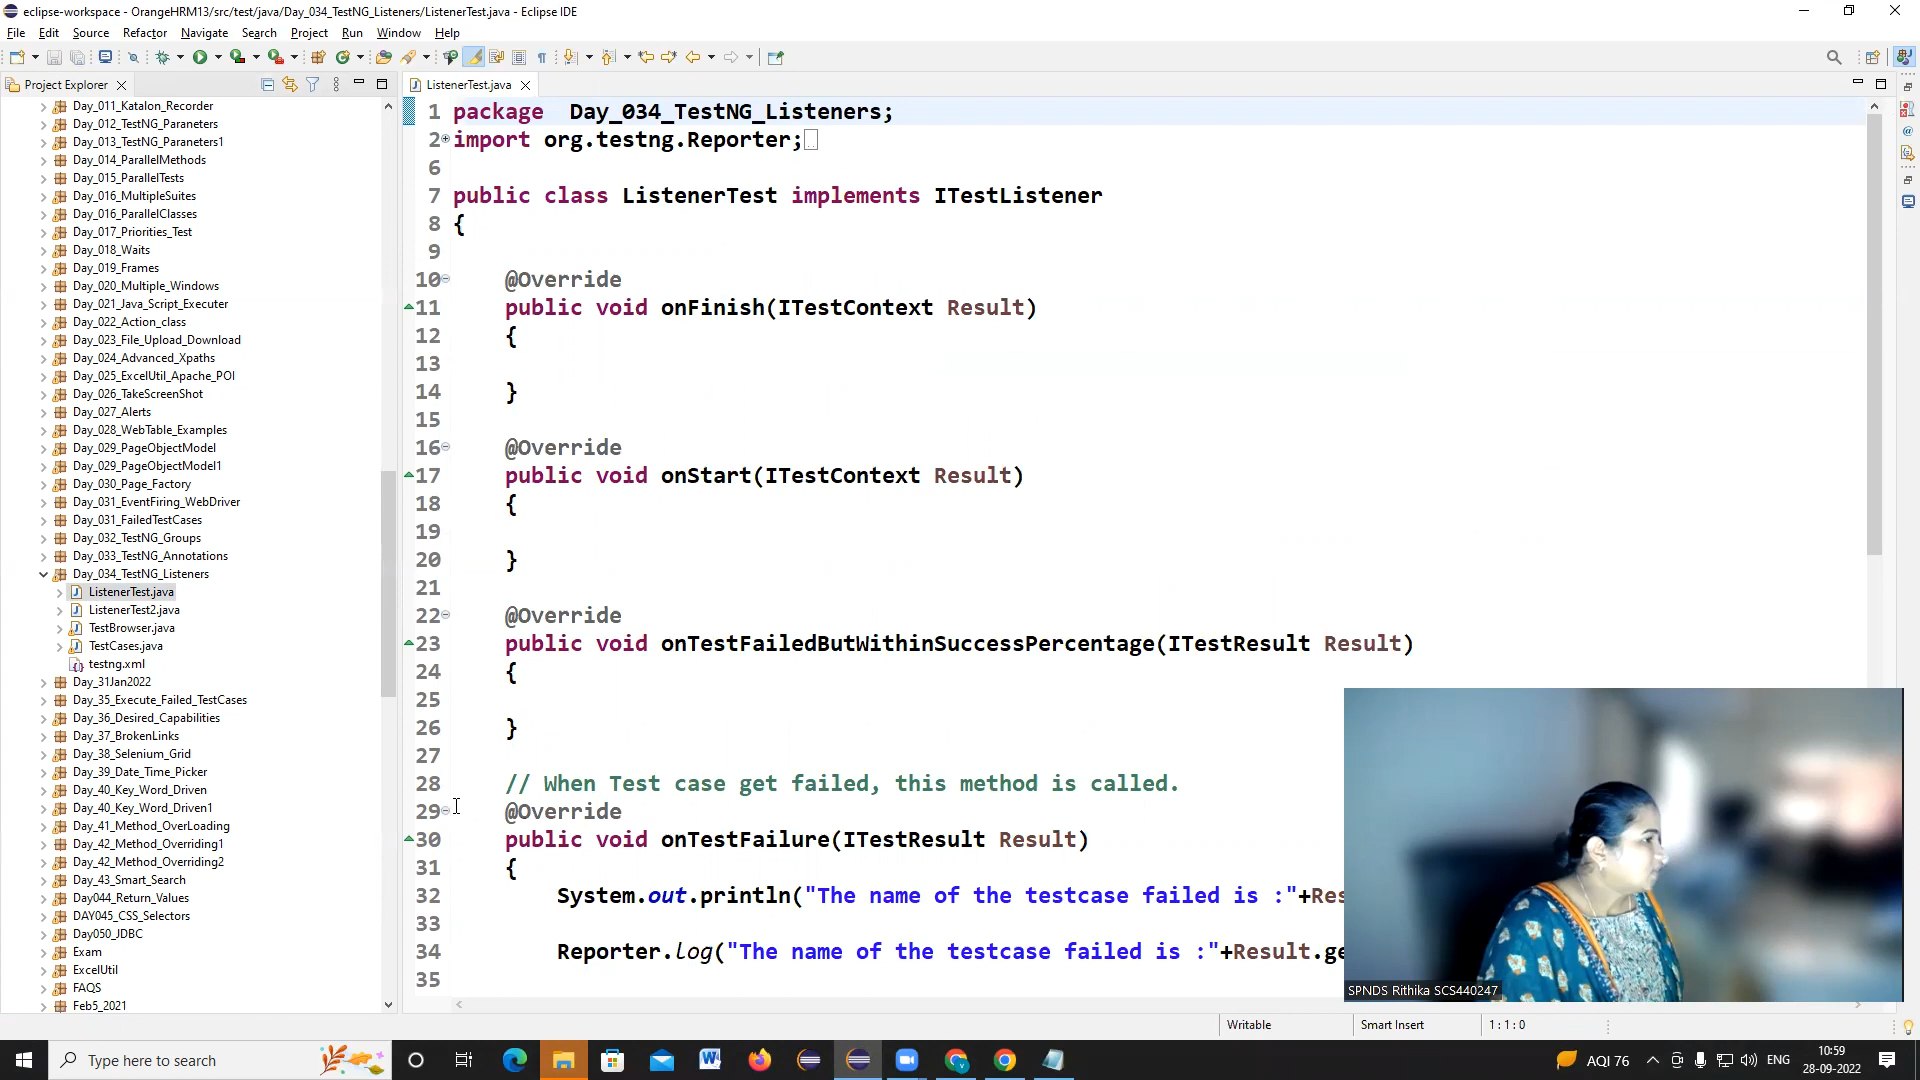 eclipse-workspace - OrangeHRM13/src/test/java/Day_034_TestNG_Listeners/ListenerTest.java - Eclipse IDE
File Edit Source Refactor Navigate Search Project Run Window Help
Project Explorer
ListenerTest.java
Day_011_Katalon_Recorder
Day_012_TestNG_Paraneters
Day_013_TestNG_Paraneters1
Day_014_ParallelMethods
Day_015_ParallelTests
Day_016_MultipleSuites
Day_016_ParallelClasses
Day_017_Priorities_Test
Day_018_Waits
Day_019_Frames
Day_020_Multiple_Windows
Day_021_Java_Script_Executer
Day_022_Action_class
Day_023_File_Upload_Download
Day_024_Advanced_Xpaths
Day_025_ExcelUtil_Apache_POI
Day_026_TakeScreenShot
Day_027_Alerts
Day_028_WebTable_Examples
Day_029_PageObjectModel
Day_029_PageObjectModel1
Day_030_Page_Factory
Day_031_EventFiring_WebDriver
Day_031_FailedTestCases
Day_032_TestNG_Groups
Day_033_TestNG_Annotations
Day_034_TestNG_Listeners
ListenerTest.java
ListenerTest2.java
TestBrowser.java
TestCases.java
testng.xml
Day_31Jan2022
Day_35_Execute_Failed_TestCases
Day_36_Desired_Capabilities
Day_37_BrokenLinks
Day_38_Selenium_Grid
Day_39_Date_Time_Picker
Day_40_Key_Word_Driven
Day_40_Key_Word_Driven1
Day_41_Method_OverLoading
Day_42_Method_Overriding1
Day_42_Method_Overriding2
Day_43_Smart_Search
Day044_Return_Values
DAY045_CSS_Selectors
Day050_JDBC
Exam
ExcelUtil
FAQS
Feb5_2021
1 package Day_034_TestNG_Listeners;
2 import org.testng.Reporter;
6
7 public class ListenerTest implements ITestListener
8 {
9
10 @Override
11 public void onFinish(ITestContext Result)
12 {
13
14 }
15
16 @Override
17 public void onStart(ITestContext Result)
18 {
19
20 }
21
22 @Override
23 public void onTestFailedButWithinSuccessPercentage(ITestResult Result)
24 {
25
26 }
27
28 // When Test case get failed, this method is called.
29 @Override
30 public void onTestFailure(ITestResult Result)
31 {
32 System.out.println("The name of the testcase failed is :"+Res
33
34 Reporter.log("The name of the testcase failed is :"+Result.ge
35
SPNDS Rithika SCS440247
Writable Smart Insert 1 : 1 : 0
Type here to search
AQI 76 ENG
10:59
28-09-2022